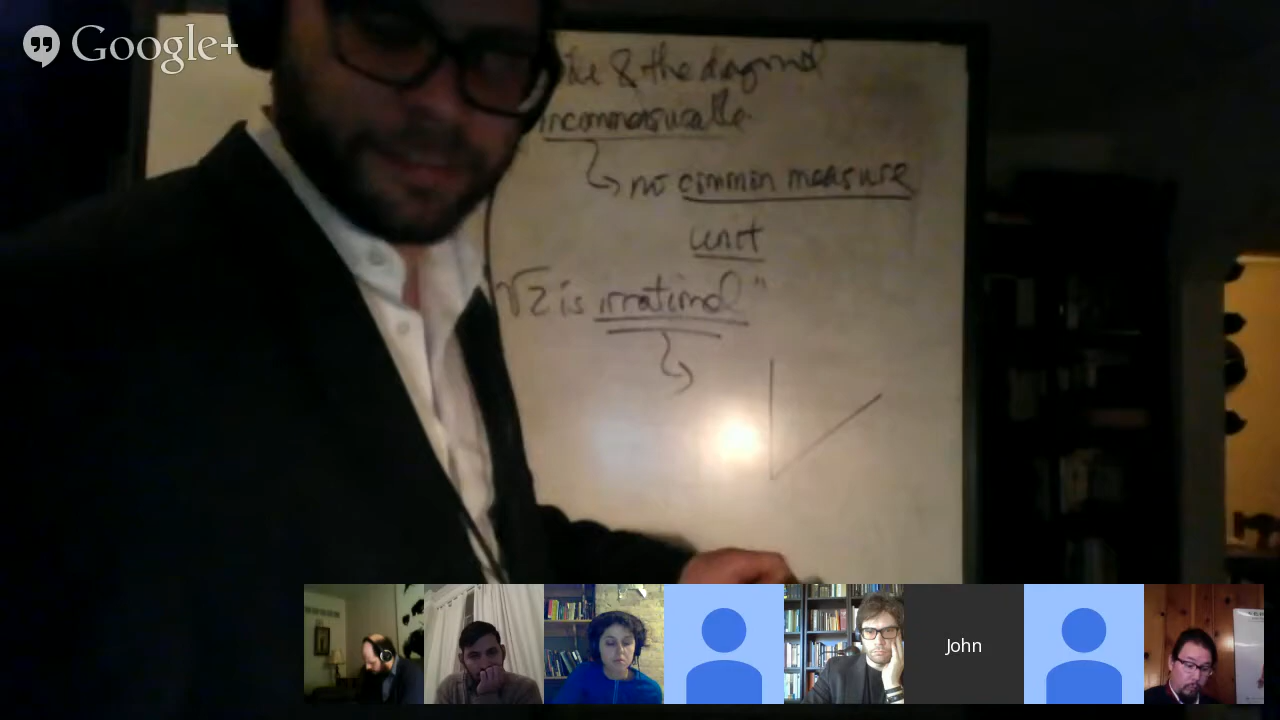 Google+
& the diagonal
incommensurable
no common measure
unit
√2 is irrational"
John